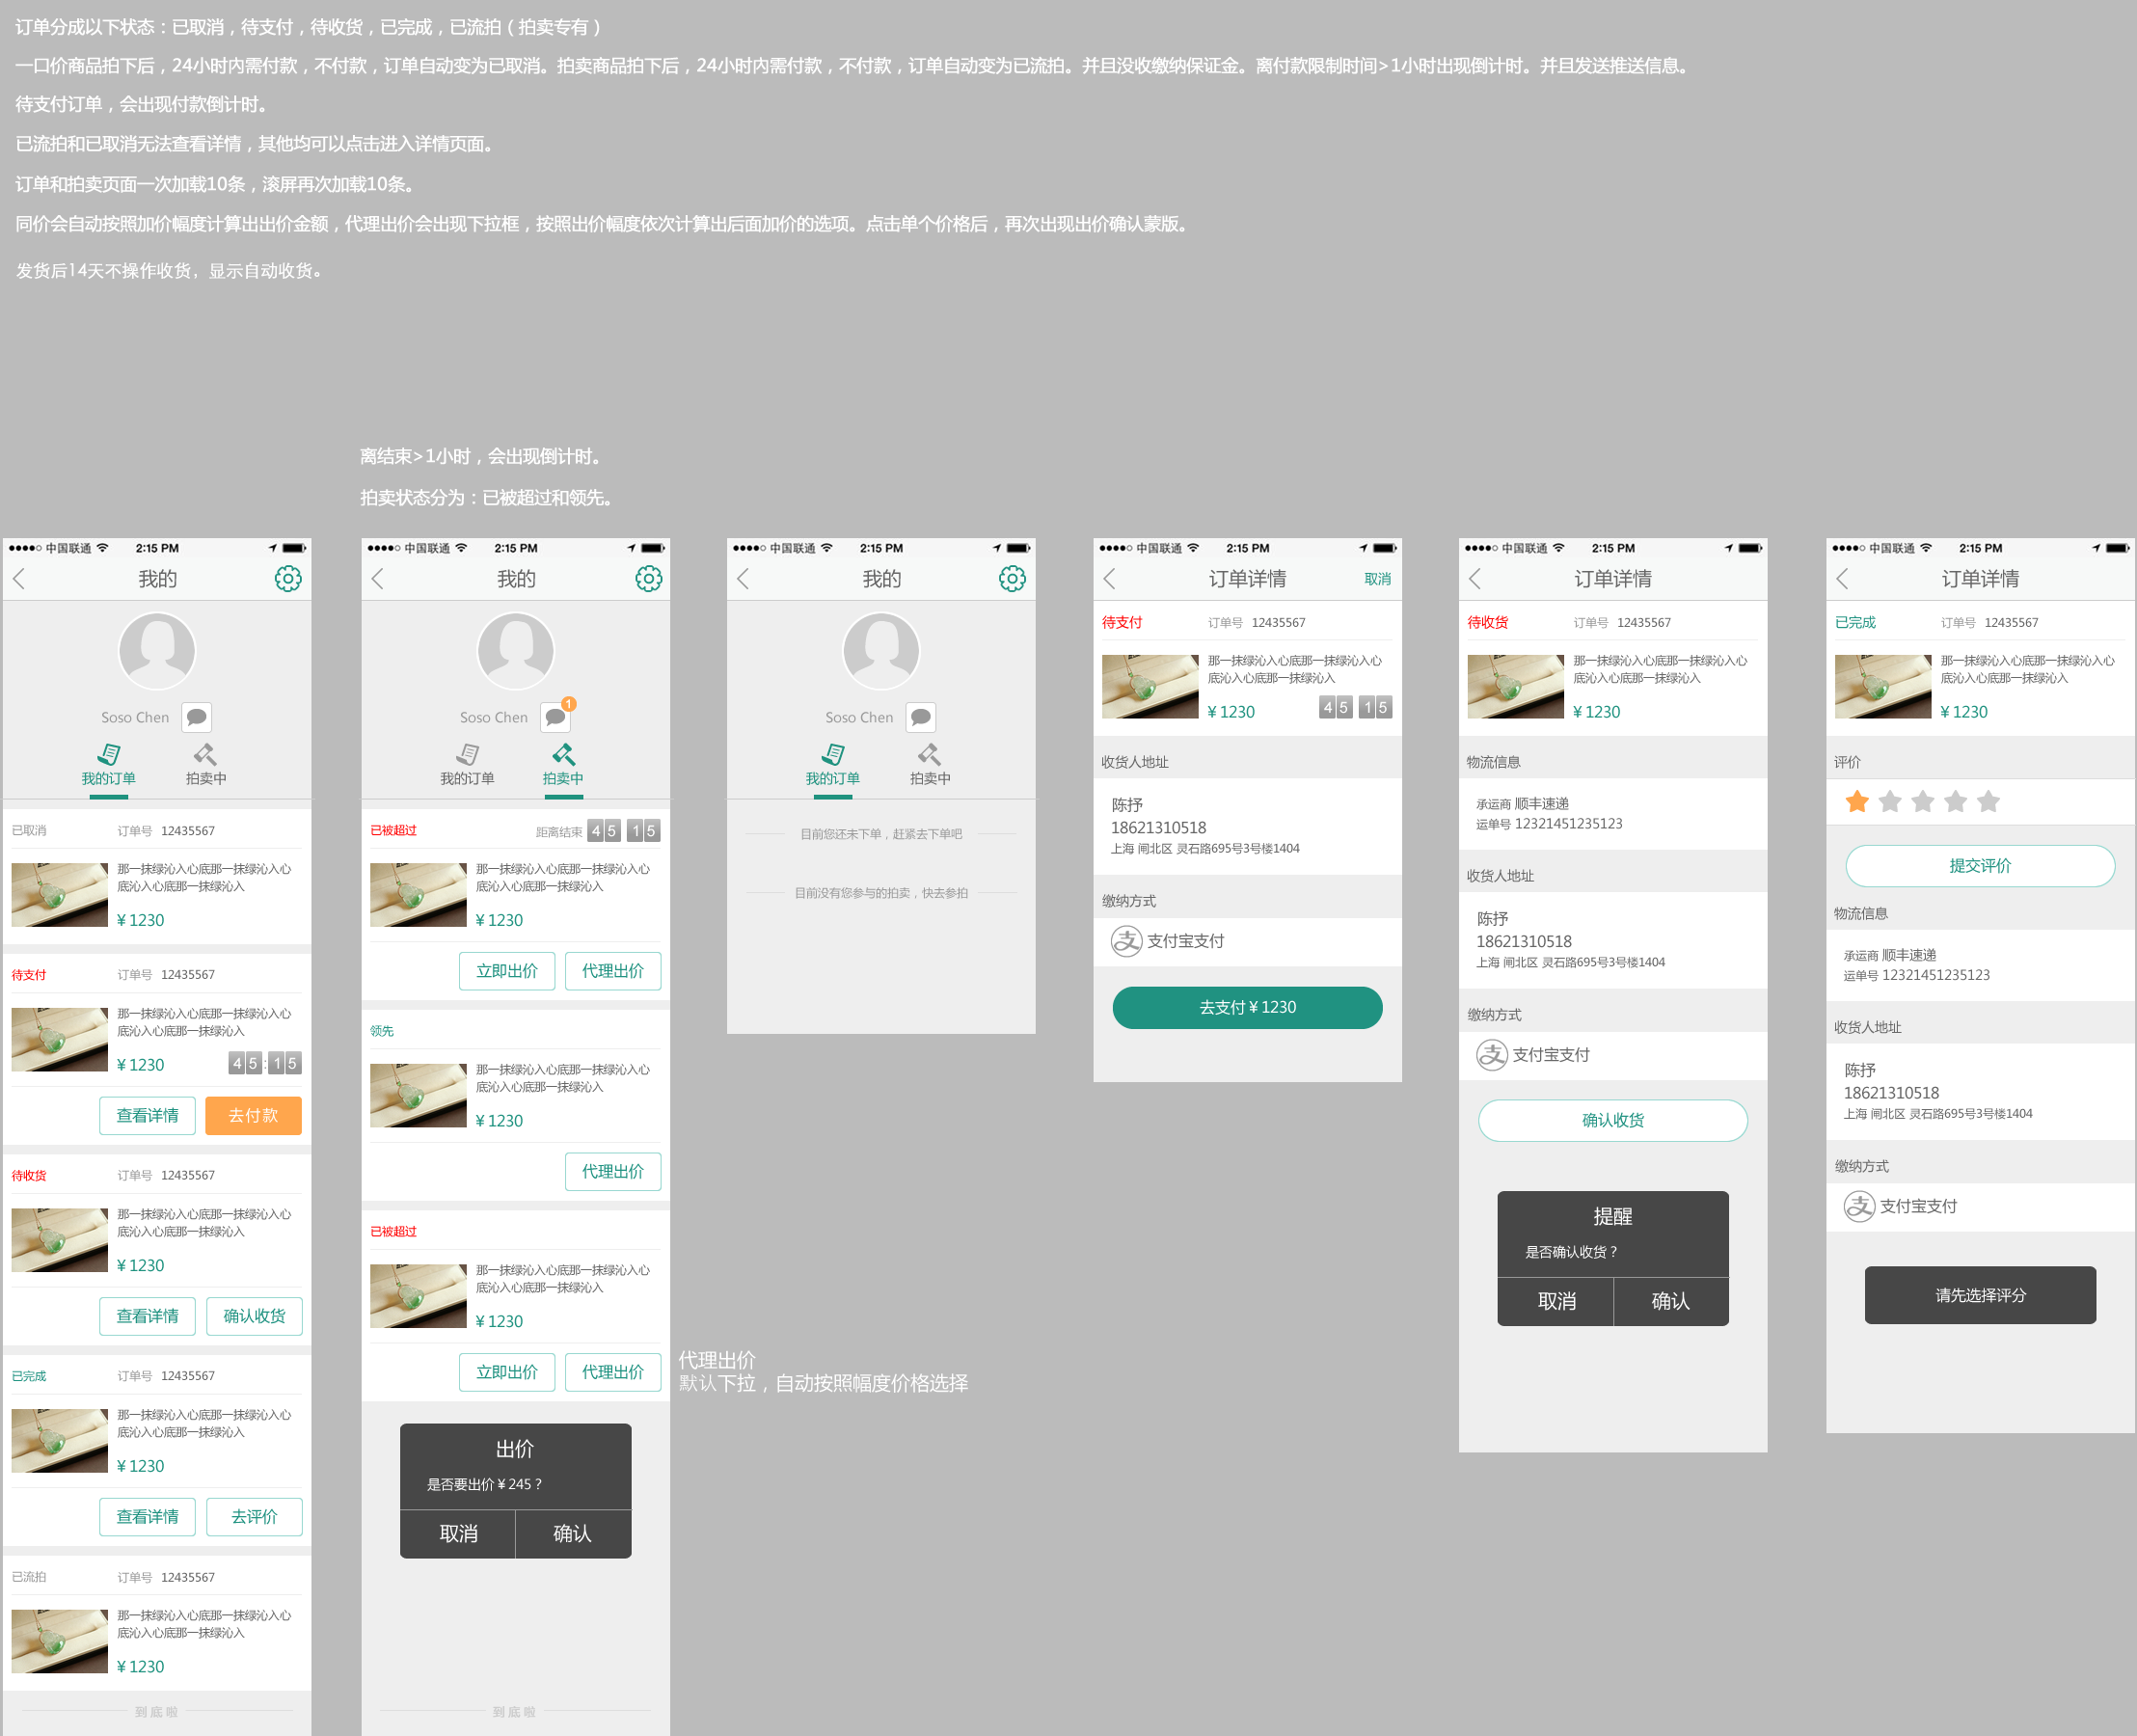 订单分成以下状态：已取消，待支付，待收货，已完成，已流拍（拍卖专有）
一口价商品拍下后，24小时内需付款，不付款，订单自动变为已取消。拍卖商品拍下后，24小时内需付款，不付款，订单自动变为已流拍。并且没收缴纳保证金。离付款限制时间>1小时出现倒计时。并且发送推送信息。
待支付订单，会出现付款倒计时。
已流拍和已取消无法查看详情，其他均可以点击进入详情页面。
订单和拍卖页面一次加载10条，滚屏再次加载10条。
同价会自动按照加价幅度计算出出价金额，代理出价会出现下拉框，按照出价幅度依次计算出后面加价的选项。点击单个价格后，再次出现出价确认蒙版。
发货后14天不操作收货，显示自动收货。
离结束>1小时，会出现倒计时。
拍卖状态分为：已被超过和领先。
中国联通 2:15 PM
我的
Soso Chen
我的订单 拍卖中
已取消 订单号 12435567
那一抹绿沁入心底那一抹绿沁入心
底沁入心底那一抹绿沁入
¥ 1230
待支付 订单号 12435567
那一抹绿沁入心底那一抹绿沁入心
底沁入心底那一抹绿沁入
¥ 1230 45:15
查看详情 去付款
待收货 订单号 12435567
那一抹绿沁入心底那一抹绿沁入心
底沁入心底那一抹绿沁入
¥ 1230
查看详情 确认收货
已完成 订单号 12435567
那一抹绿沁入心底那一抹绿沁入心
底沁入心底那一抹绿沁入
¥ 1230
查看详情 去评价
已流拍 订单号 12435567
那一抹绿沁入心底那一抹绿沁入心
底沁入心底那一抹绿沁入
¥ 1230
到底啦
中国联通 2:15 PM
我的
1
Soso Chen
我的订单 拍卖中
已被超过 距离结束 45 15
那一抹绿沁入心底那一抹绿沁入心
底沁入心底那一抹绿沁入
¥ 1230
立即出价 代理出价
领先
那一抹绿沁入心底那一抹绿沁入心
底沁入心底那一抹绿沁入
¥ 1230
代理出价
已被超过
那一抹绿沁入心底那一抹绿沁入心
底沁入心底那一抹绿沁入
¥ 1230
立即出价 代理出价
代理出价
默认下拉，自动按照幅度价格选择
出价
是否要出价 ¥ 245？
取消 确认
到底啦
中国联通 2:15 PM
我的
Soso Chen
我的订单 拍卖中
目前您还未下单，赶紧去下单吧
目前没有您参与的拍卖，快去参拍
中国联通 2:15 PM
订单详情 取消
待支付 订单号 12435567
那一抹绿沁入心底那一抹绿沁入心
底沁入心底那一抹绿沁入
¥ 1230 45 15
收货人地址
陈抒
18621310518
上海 闸北区 灵石路695号3号楼1404
缴纳方式
支 支付宝支付
去支付 ¥ 1230
中国联通 2:15 PM
订单详情
待收货 订单号 12435567
那一抹绿沁入心底那一抹绿沁入心
底沁入心底那一抹绿沁入
¥ 1230
物流信息
承运商 顺丰速递
运单号 12321451235123
收货人地址
陈抒
18621310518
上海 闸北区 灵石路695号3号楼1404
缴纳方式
支 支付宝支付
确认收货
提醒
是否确认收货？
取消 确认
中国联通 2:15 PM
订单详情
已完成 订单号 12435567
那一抹绿沁入心底那一抹绿沁入心
底沁入心底那一抹绿沁入
¥ 1230
评价
提交评价
物流信息
承运商 顺丰速递
运单号 12321451235123
收货人地址
陈抒
18621310518
上海 闸北区 灵石路695号3号楼1404
缴纳方式
支 支付宝支付
请先选择评分